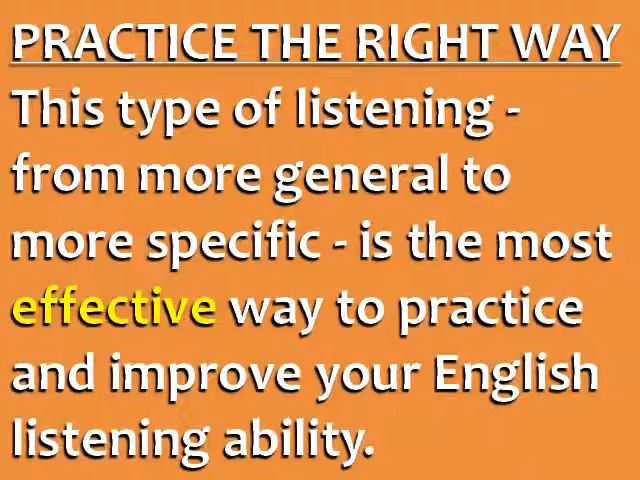 PRACTICE THE RIGHT WAY
This type of listening -
from more general to
more specific - is the most
effective way to practice
and improve your English
listening ability.